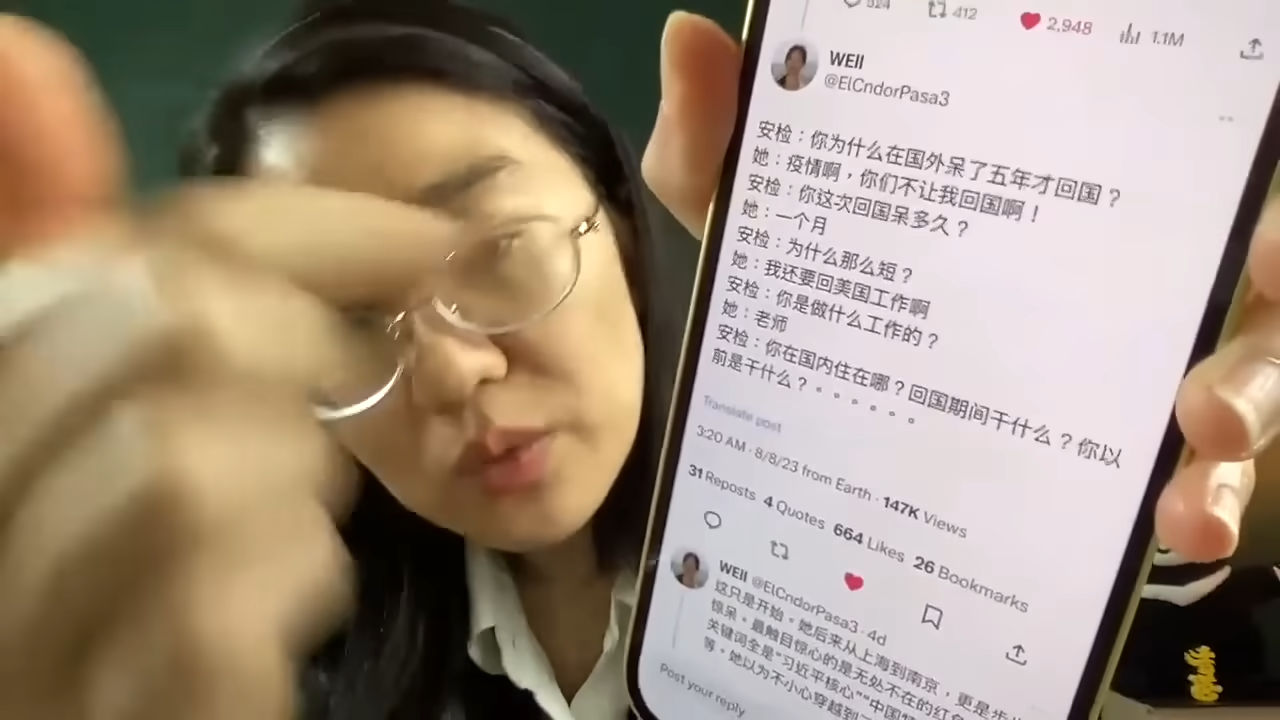 524 412 2,948 1.1M
WEII
@ElCndorPasa3
安检：你为什么在国外呆了五年才回国？
她：疫情啊，你们不让我回国啊！
安检：你这次回国呆多久？
她：一个月
安检：为什么那么短？
她：我还要回美国工作啊
安检：你是做什么工作的？
她：老师
安检：你在国内住在哪？回国期间干什么？你以
前是干什么？。。。。。。
Translate post
3:20 AM · 8/8/23 from Earth · 147K Views
31 Reposts 4 Quotes 664 Likes 26 Bookmarks
WEII @ElCndorPasa3 · 4d
这只是开始。她后来从上海到南京，更是步
惊呆。最触目惊心的是无处不在的红色
关键词全是“习近平核心”“中国特
等。她以为不小心穿越到
Post your reply